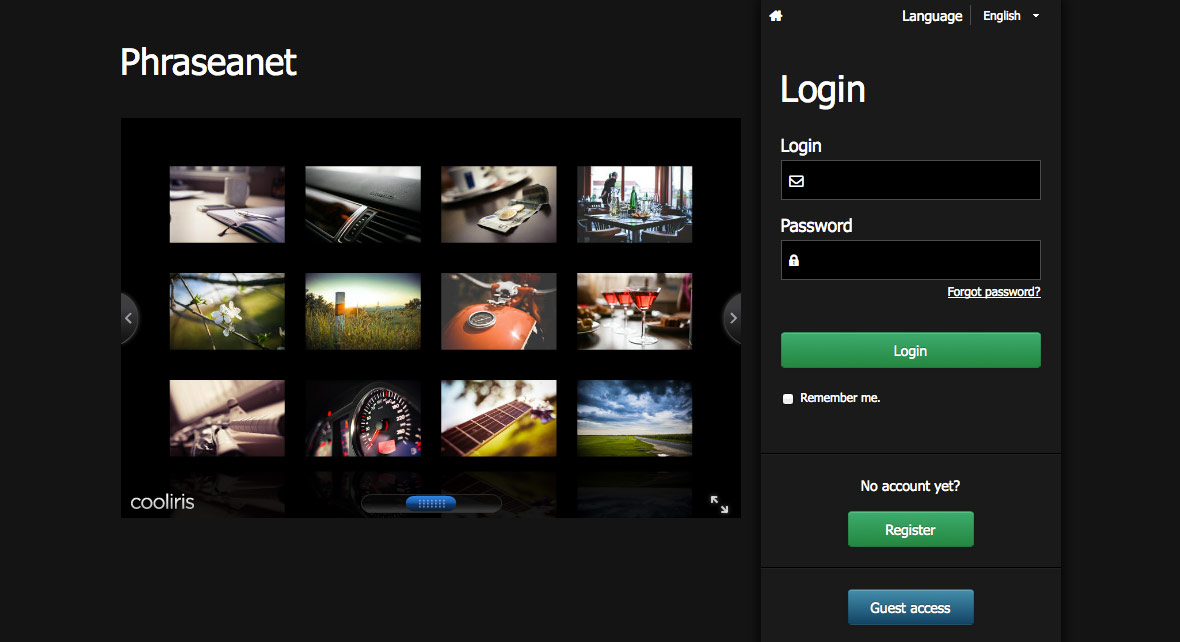 Language
English
Phraseanet
Login
Login
Password
Forgot password?
Login
Remember me.
cooliris
No account yet?
Register
Guest access